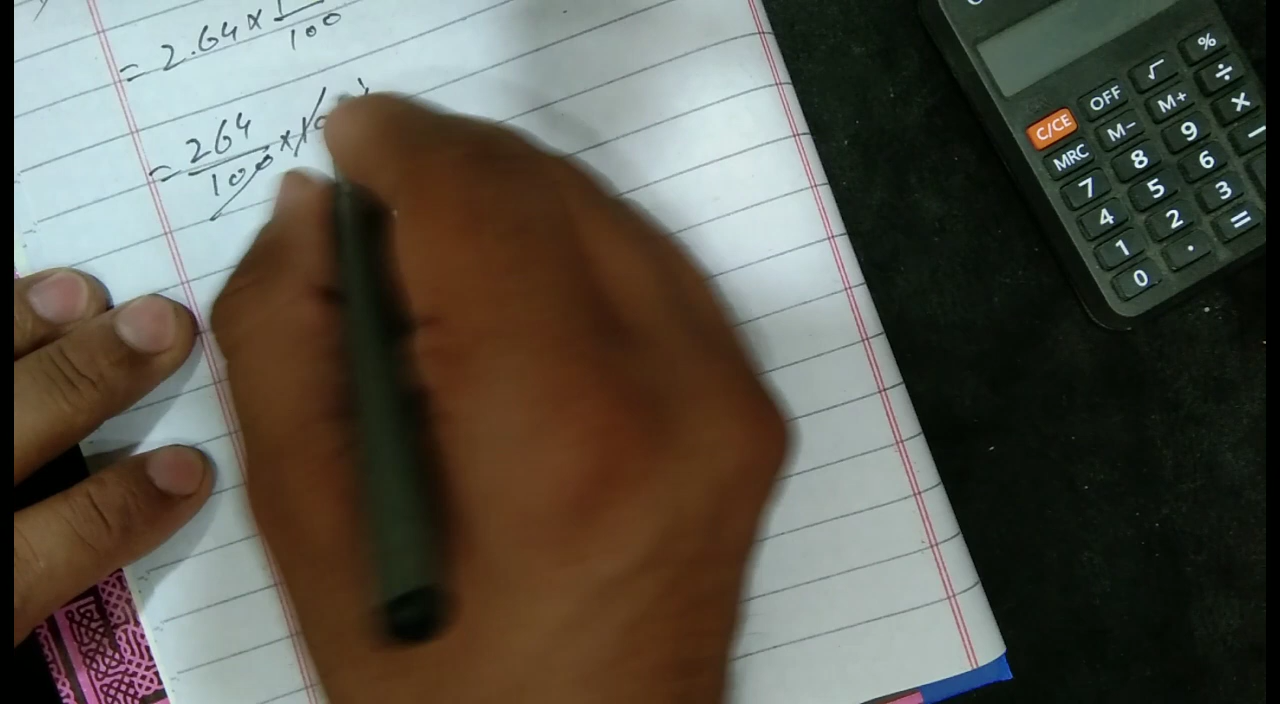 = 2.64 × 1/100
= 264/100 × 10
%
√ ÷
OFF M+ ×
C/CE M− 9 −
MRC 8 6
7 5 3
4 2 =
1 .
0